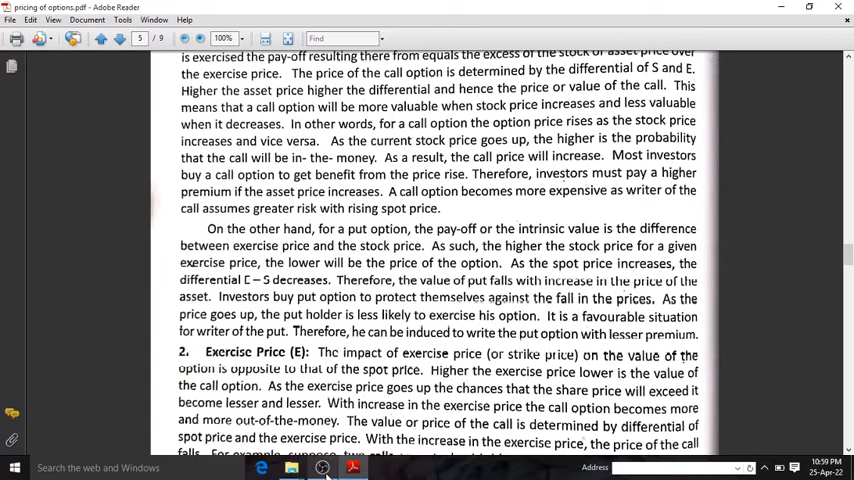 pricing of options.pdf - Adobe Reader
File Edit View Document Tools Window Help
5 / 9 100% Find
is exercised the pay-off resulting there from equals the excess of the stock or asset price over
the exercise price. The price of the call option is determined by the differential of S and E.
Higher the asset price higher the differential and hence the price or value of the call. This
means that a call option will be more valuable when stock price increases and less valuable
when it decreases. In other words, for a call option the option price rises as the stock price
increases and vice versa. As the current stock price goes up, the higher is the probability
that the call will be in- the- money. As a result, the call price will increase. Most investors
buy a call option to get benefit from the price rise. Therefore, investors must pay a higher
premium if the asset price increases. A call option becomes more expensive as writer of the
call assumes greater risk with rising spot price.
On the other hand, for a put option, the pay-off or the intrinsic value is the difference
between exercise price and the stock price. As such, the higher the stock price for a given
exercise price, the lower will be the price of the option. As the spot price increases, the
differential E – S decreases. Therefore, the value of put falls with increase in the price of the
asset. Investors buy put option to protect themselves against the fall in the prices. As the
price goes up, the put holder is less likely to exercise his option. It is a favourable situation
for writer of the put. Therefore, he can be induced to write the put option with lesser premium.
2. Exercise Price (E): The impact of exercise price (or strike price) on the value of the
option is opposite to that of the spot price. Higher the exercise price lower is the value of
the call option. As the exercise price goes up the chances that the share price will exceed it
become lesser and lesser. With increase in the exercise price the call option becomes more
and more out-of-the-money. The value or price of the call is determined by differential of
spot price and the exercise price. With the increase in the exercise price, the price of the call
falls. For example, suppose, two
Search the web and Windows
Address
10:59 PM
25-Apr-22